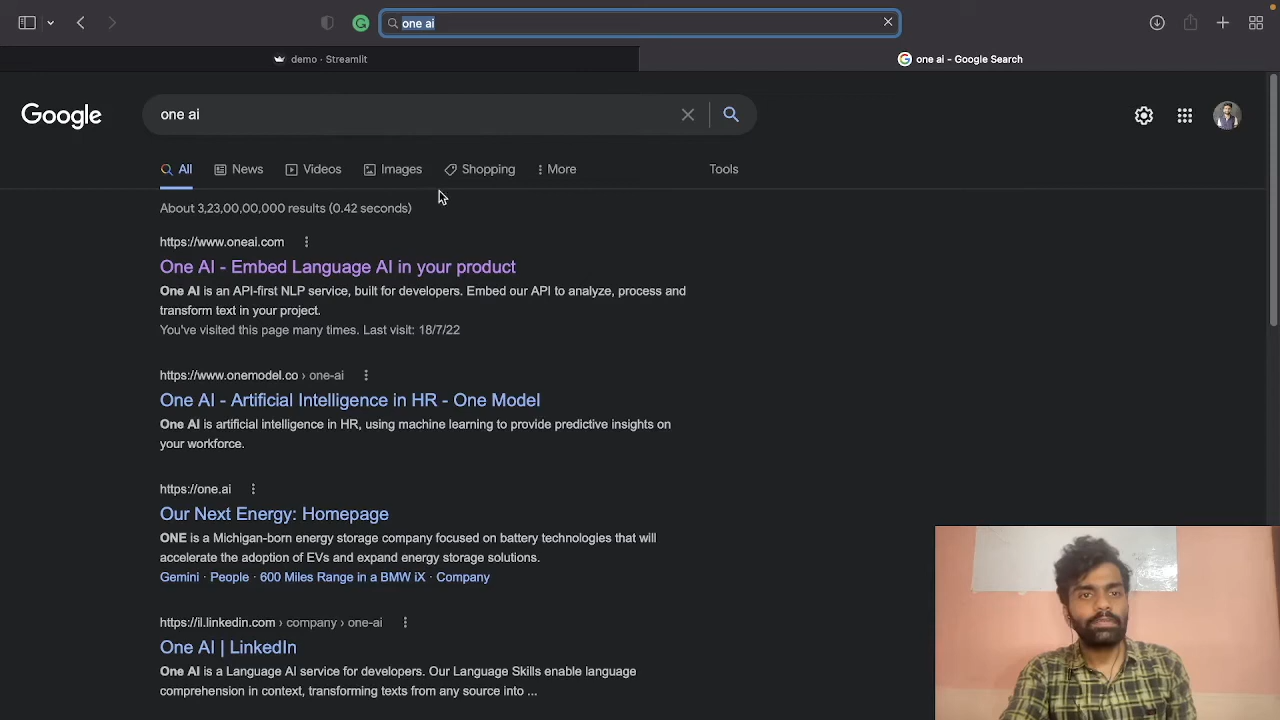 one ai
demo · Streamlit
one ai - Google Search
Google
one ai
All
News
Videos
Images
Shopping
More
Tools
About 3,23,00,00,000 results (0.42 seconds)
https://www.oneai.com
One AI - Embed Language AI in your product
One AI is an API-first NLP service, built for developers. Embed our API to analyze, process and
transform text in your project.
You've visited this page many times. Last visit: 18/7/22
https://www.onemodel.co › one-ai
One AI - Artificial Intelligence in HR - One Model
One AI is artificial intelligence in HR, using machine learning to provide predictive insights on
your workforce.
https://one.ai
Our Next Energy: Homepage
ONE is a Michigan-born energy storage company focused on battery technologies that will
accelerate the adoption of EVs and expand energy storage solutions.
Gemini · People · 600 Miles Range in a BMW iX · Company
https://il.linkedin.com › company › one-ai
One AI | LinkedIn
One AI is a Language AI service for developers. Our Language Skills enable language
comprehension in context, transforming texts from any source into ...